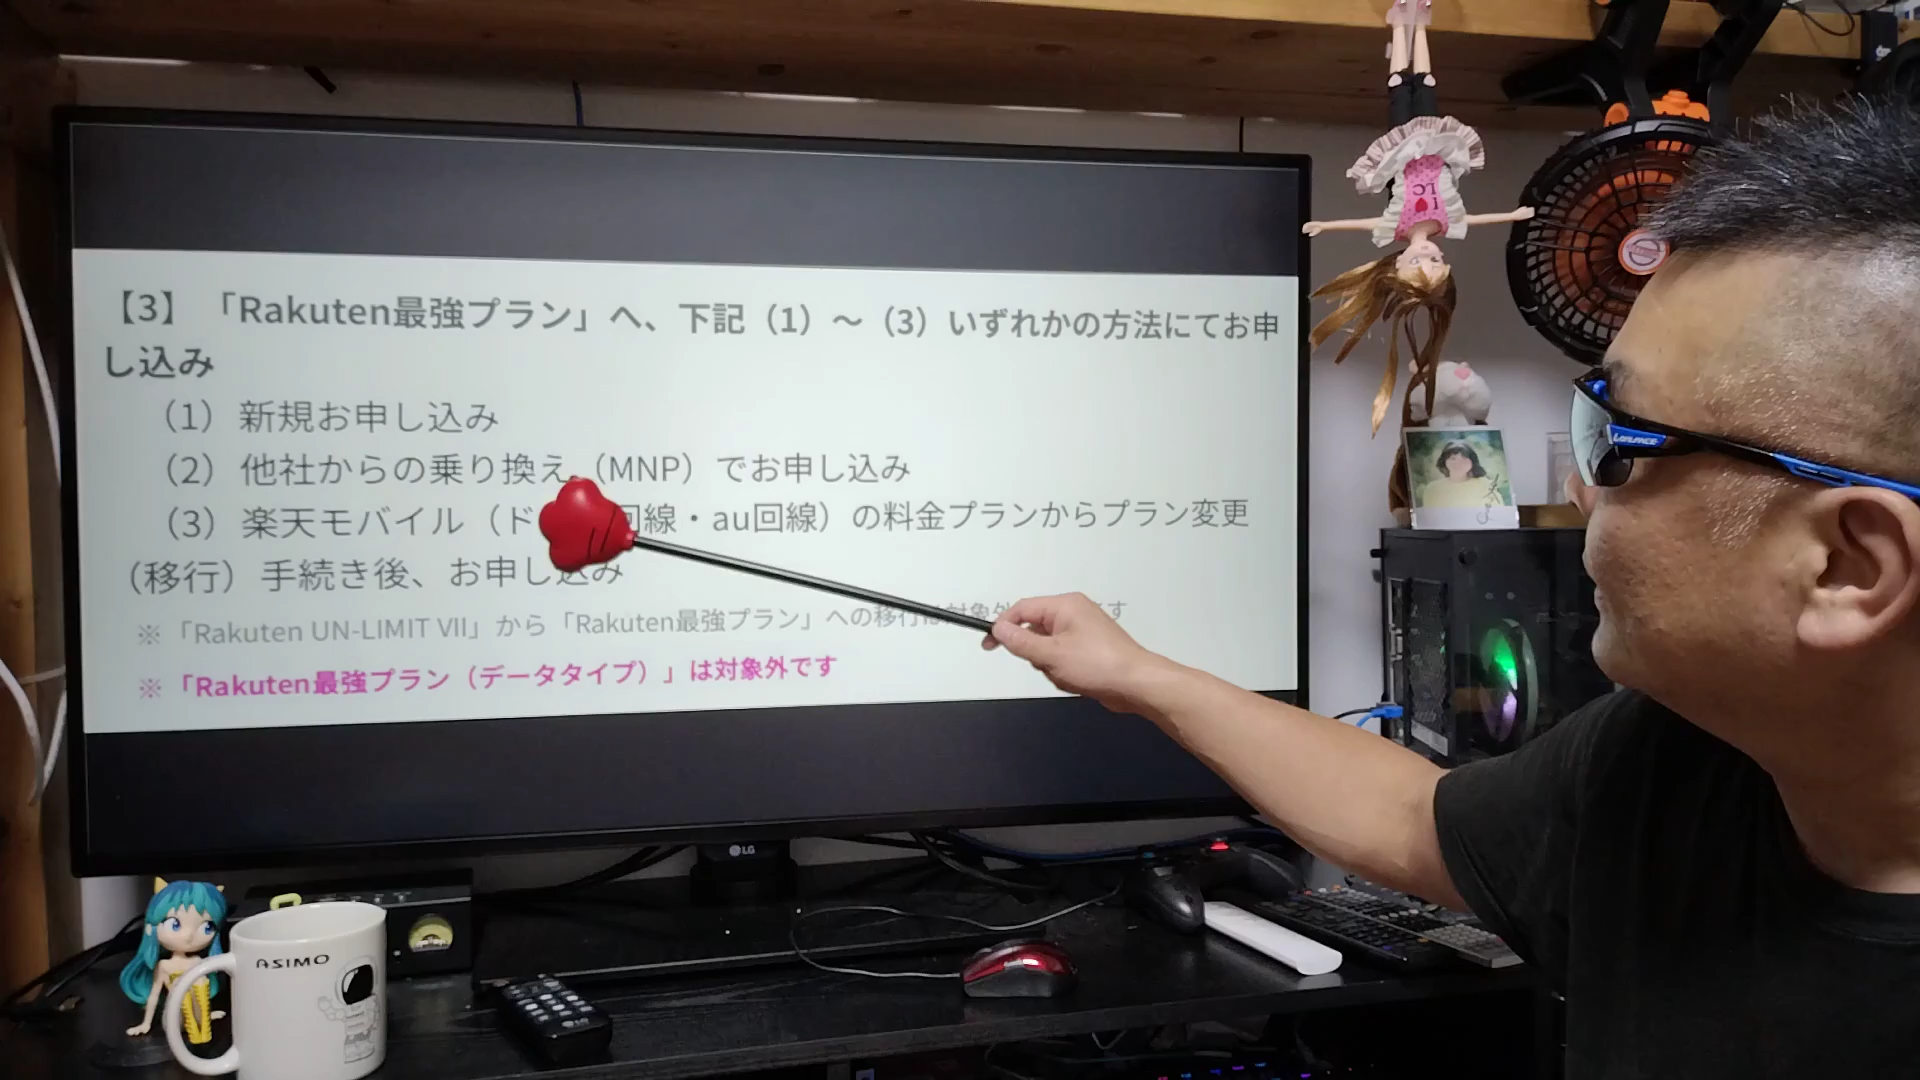 【3】「Rakuten最強プラン」へ、下記（1）～（3）いずれかの方法にてお申
し込み
（1）新規お申し込み
（2）他社からの乗り換え（MNP）でお申し込み
（3）楽天モバイル（ド回線・au回線）の料金プランからプラン変更
（移行）手続き後、お申し込み
※「Rakuten UN-LIMIT VII」から「Rakuten最強プラン」への移行は対象外す
※「Rakuten最強プラン（データタイプ）」は対象外です
LG
ASIMO
LG
I ♥ LC